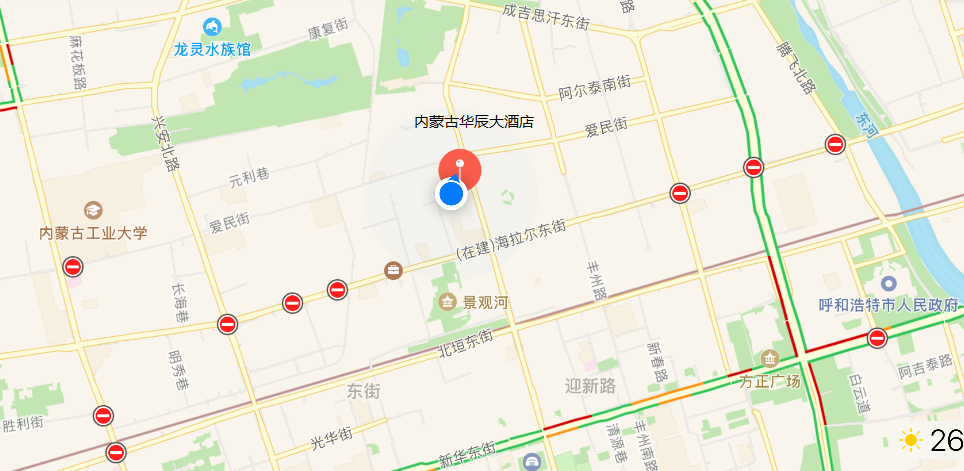 成吉思汗东街
路
康复街
麻花板路
龙灵水族馆
腾飞北路
阿尔泰南街
东河
内蒙古华辰大酒店
爱民街
兴安北路
元利巷
内蒙古工业大学
爱民街
(在建)海拉尔东街
丰州路
长海巷
景观河
呼和浩特市人民政府
北垣东街
明秀巷
新春路
阿吉泰路
东街
迎新路
方正广场
白云道
胜利街
光华街
新华东街
清源巷
丰州南路
26